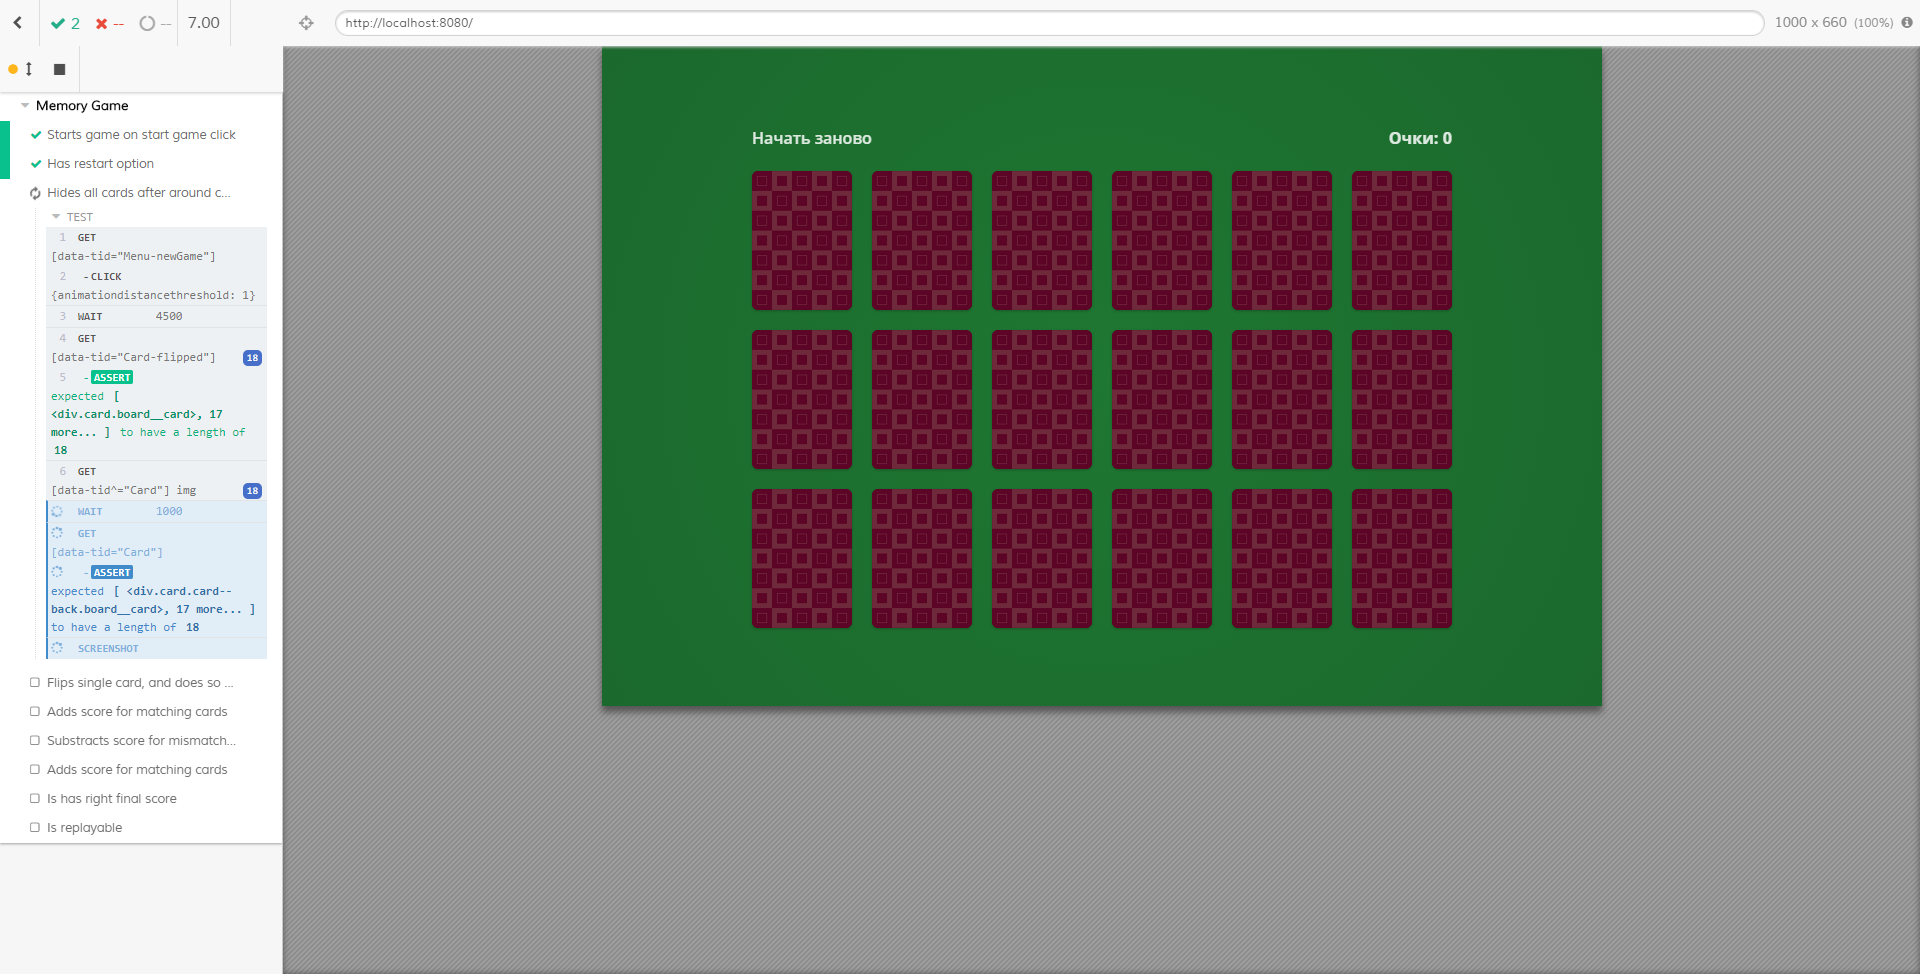 2
--
--
7.00
http://localhost:8080/
1000 x 660 (100%)
Memory Game
Starts game on start game click
Has restart option
Hides all cards after around c...
TEST
1 GET
[data-tid="Menu-newGame"]
2 -CLICK
{animationdistancethreshold: 1}
3 WAIT 4500
4 GET
[data-tid="Card-flipped"] 18
5 -ASSERT
expected [
<div.card.board__card>, 17
more... ] to have a length of
18
6 GET
[data-tid^="Card"] img 18
WAIT 1000
GET
[data-tid="Card"]
-ASSERT
expected [ <div.card.card--
back.board__card>, 17 more... ]
to have a length of 18
SCREENSHOT
Flips single card, and does so ...
Adds score for matching cards
Substracts score for mismatch...
Adds score for matching cards
Is has right final score
Is replayable
Начать заново
Очки: 0